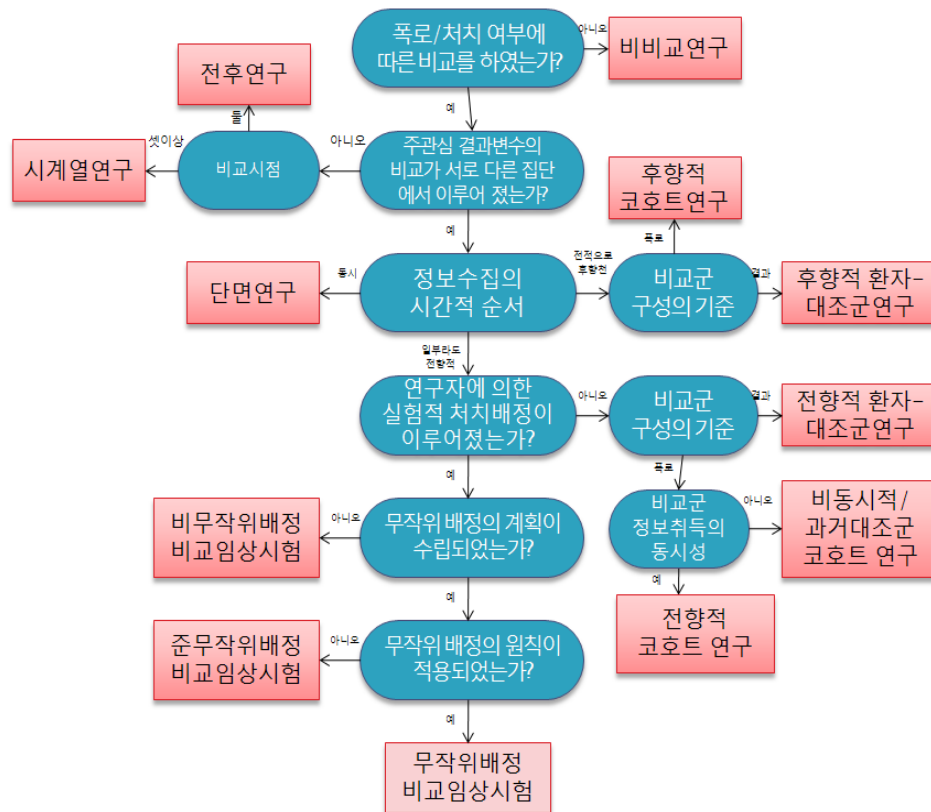 폭로/처치 여부에
따른 비교를 하였는가?
아니오
비비교연구
예
전후연구
둘
셋이상
시계열연구
비교시점
아니오
주관심 결과변수의
비교가 서로 다른 집단
에서 이루어 졌는가?
예
후향적
코호트연구
폭로
동시
단면연구
정보수집의
시간적 순서
전적으로
후향천
비교군
구성의 기준
결과
후향적 환자-
대조군연구
일부라도
전향적
연구자에 의한
실험적 처치배정이
이루어졌는가?
아니오
비교군
구성의 기준
결과
전향적 환자-
대조군연구
예
폭로
비교군
정보취득의
동시성
아니오
비동시적/
과거대조군
코호트 연구
예
전향적
코호트 연구
비무작위배정
비교임상시험
아니오
무작위 배정의 계획이
수립되었는가?
예
준무작위배정
비교임상시험
아니오
무작위 배정의 원칙이
적용되었는가?
예
무작위배정
비교임상시험